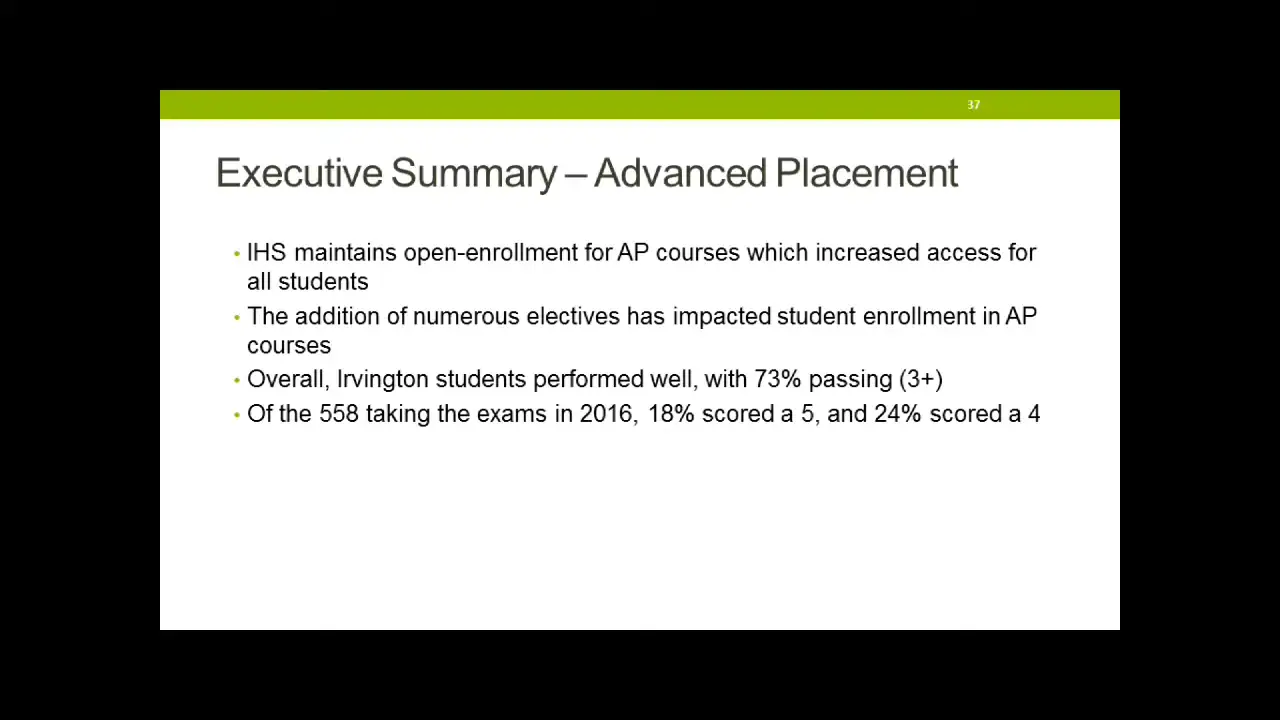 37
Executive Summary – Advanced Placement
• IHS maintains open-enrollment for AP courses which increased access for
all students
• The addition of numerous electives has impacted student enrollment in AP
courses
• Overall, Irvington students performed well, with 73% passing (3+)
• Of the 558 taking the exams in 2016, 18% scored a 5, and 24% scored a 4